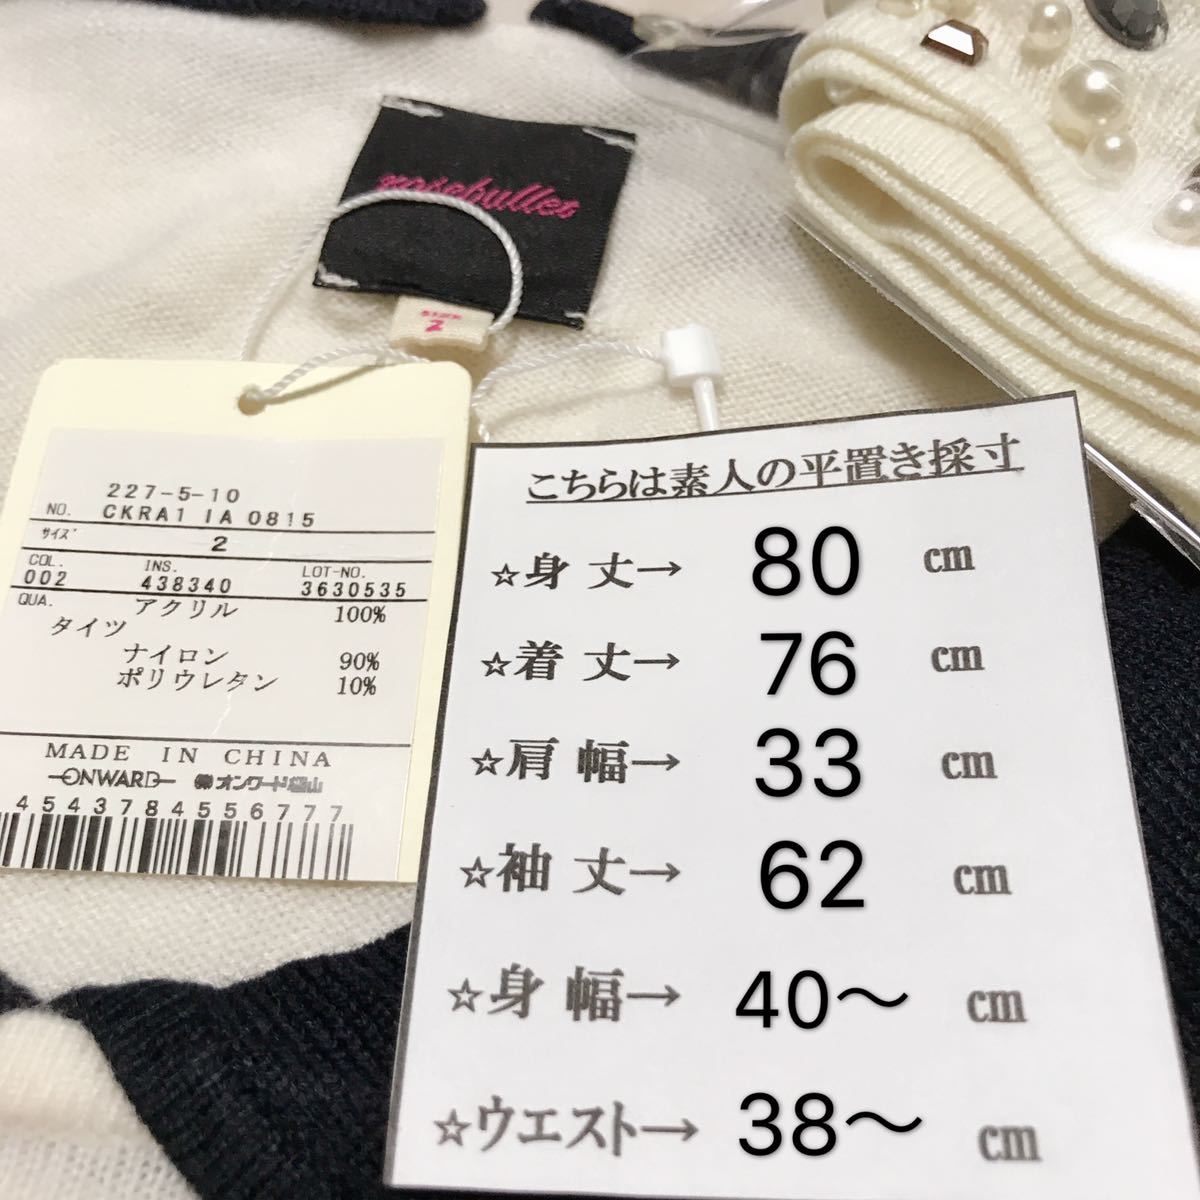 rosebullet
SIZE
2
227-5-10
NO. CKRA1 IA 0815
サイズ 2
COL. INS. LOT-NO.
002 438340 3630535
QUA. アクリル 100%
タイツ
ナイロン 90%
ポリウレタン 10%
MADE IN CHINA
ONWARD ㈱オンワード樫山
4543784556777
こちらは素人の平置き採寸
☆身 丈→ 80 cm
☆着 丈→ 76 cm
☆肩 幅→ 33 cm
☆袖 丈→ 62 cm
☆身 幅→ 40〜 cm
☆ウエスト→ 38〜 cm